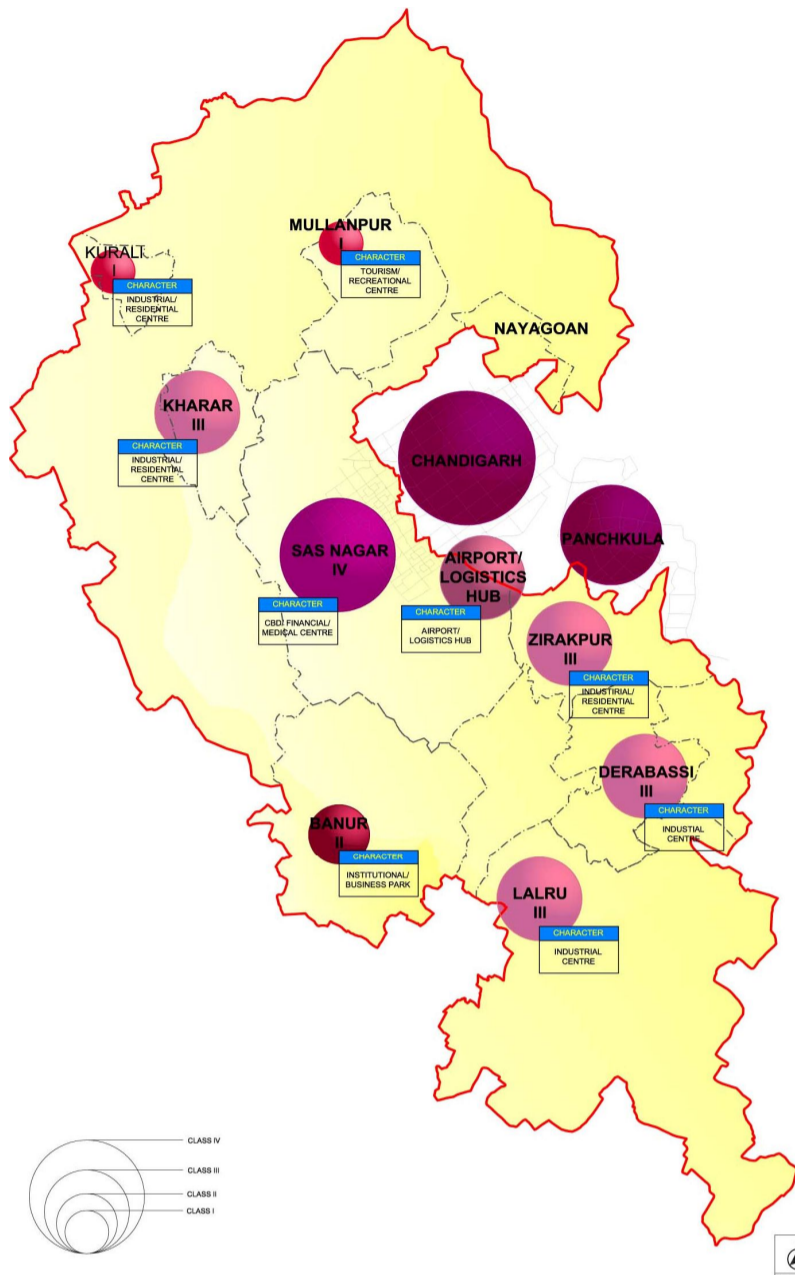 MULLANPUR
I
CHARACTER
TOURISM/
RECREATIONAL
CENTRE
KURALI
I
CHARACTER
INDUSTRIAL/
RESIDENTIAL
CENTRE
NAYAGOAN
KHARAR
III
CHARACTER
INDUSTRIAL/
RESIDENTIAL
CENTRE
CHANDIGARH
PANCHKULA
SAS NAGAR
IV
CHARACTER
CBD/ FINANCIAL/
MEDICAL CENTRE
AIRPORT/
LOGISTICS
HUB
CHARACTER
AIRPORT/
LOGISTICS HUB
ZIRAKPUR
III
CHARACTER
INDUSTIRIAL/
RESIDENTIAL
CENTRE
DERABASSI
III
CHARACTER
INDUSTIAL
CENTRE
BANUR
II
CHARACTER
INSTITUTIONAL/
BUSINESS PARK
LALRU
III
CHARACTER
INDUSTRIAL
CENTRE
CLASS IV
CLASS III
CLASS II
CLASS I